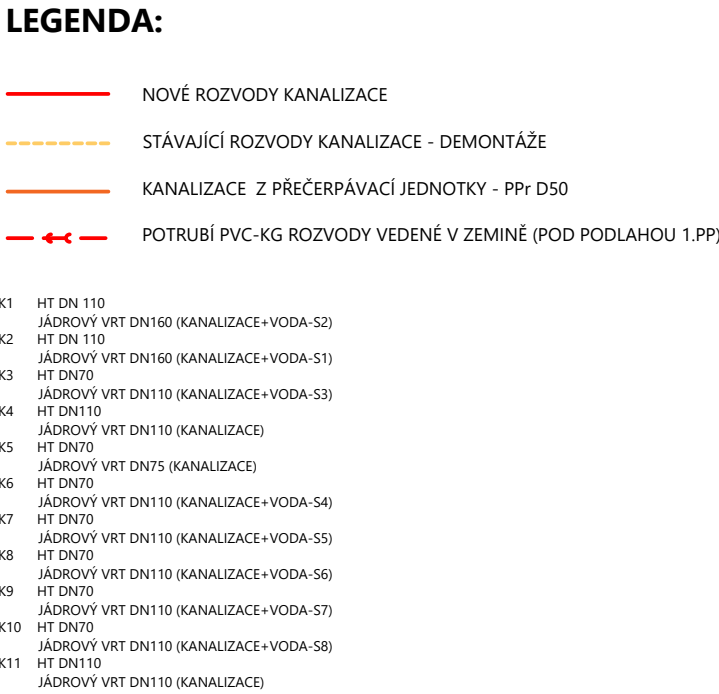 LEGENDA:
NOVÉ ROZVODY KANALIZACE
STÁVAJÍCÍ ROZVODY KANALIZACE - DEMONTÁŽE
KANALIZACE Z PŘEČERPÁVACÍ JEDNOTKY - PPr D50
POTRUBÍ PVC-KG ROZVODY VEDENÉ V ZEMINĚ (POD PODLAHOU 1.PP)
K1 HT DN 110
JÁDROVÝ VRT DN160 (KANALIZACE+VODA-S2)
K2 HT DN 110
JÁDROVÝ VRT DN160 (KANALIZACE+VODA-S1)
K3 HT DN70
JÁDROVÝ VRT DN110 (KANALIZACE+VODA-S3)
K4 HT DN110
JÁDROVÝ VRT DN110 (KANALIZACE)
K5 HT DN70
JÁDROVÝ VRT DN75 (KANALIZACE)
K6 HT DN70
JÁDROVÝ VRT DN110 (KANALIZACE+VODA-S4)
K7 HT DN70
JÁDROVÝ VRT DN110 (KANALIZACE+VODA-S5)
K8 HT DN70
JÁDROVÝ VRT DN110 (KANALIZACE+VODA-S6)
K9 HT DN70
JÁDROVÝ VRT DN110 (KANALIZACE+VODA-S7)
K10 HT DN70
JÁDROVÝ VRT DN110 (KANALIZACE+VODA-S8)
K11 HT DN110
JÁDROVÝ VRT DN110 (KANALIZACE)